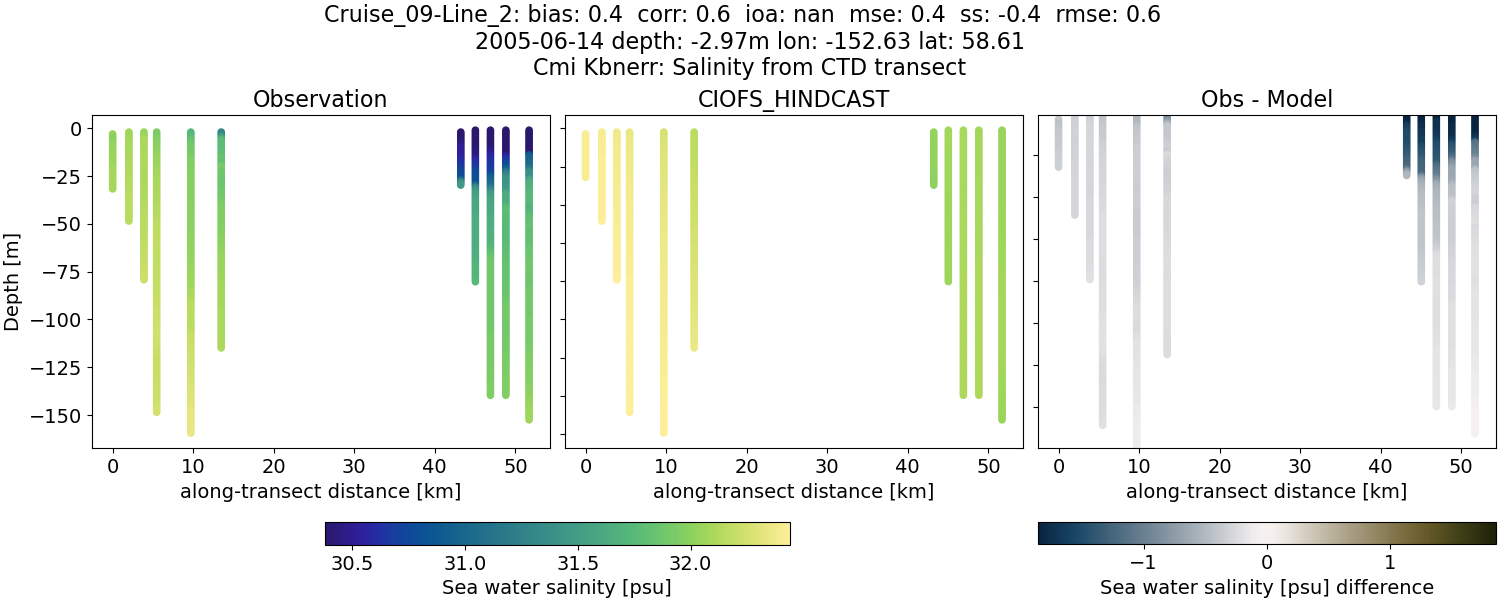 Cruise_09-Line_2: bias: 0.4  corr: 0.6  ioa: nan  mse: 0.4  ss: -0.4  rmse: 0.6
2005-06-14 depth: -2.97m lon: -152.63 lat: 58.61
Cmi Kbnerr: Salinity from CTD transect
Observation
CIOFS_HINDCAST
Obs - Model
Depth [m]
0
−25
−50
−75
−100
−125
−150
0 10 20 30 40 50
0 10 20 30 40 50
0 10 20 30 40 50
along-transect distance [km]
along-transect distance [km]
along-transect distance [km]
30.5 31.0 31.5 32.0
Sea water salinity [psu]
−1 0 1
Sea water salinity [psu] difference